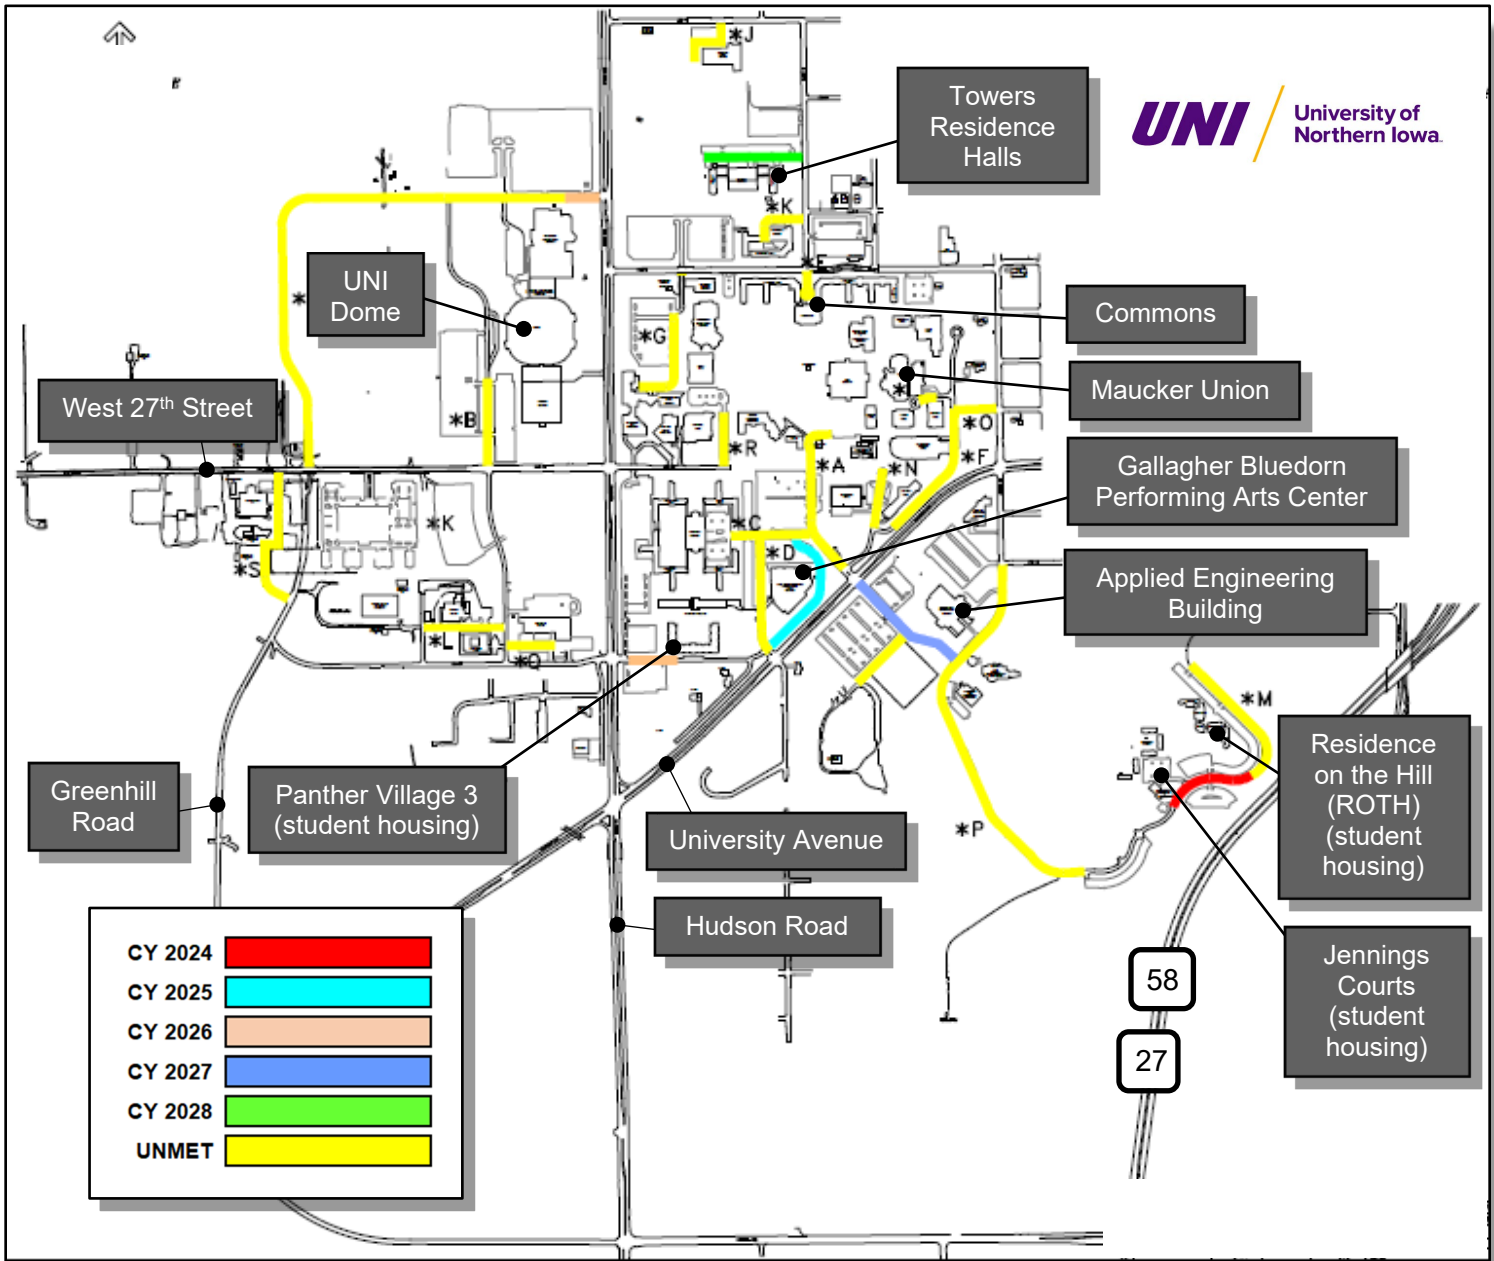 *J
Towers
Residence
Halls
UNI
University of
Northern Iowa.
*K
UNI
Dome
*
*G
Commons
Maucker Union
*
West 27th Street
*B
*O
*R
*A
*N
*F
Gallagher Bluedorn
Performing Arts Center
*K
*C
*D
*S
Applied Engineering
Building
*L
*Q
*M
Residence
on the Hill
(ROTH)
(student
housing)
Greenhill
Road
Panther Village 3
(student housing)
University Avenue
*P
Hudson Road
Jennings
Courts
(student
housing)
58
27
CY 2024
CY 2025
CY 2026
CY 2027
CY 2028
UNMET